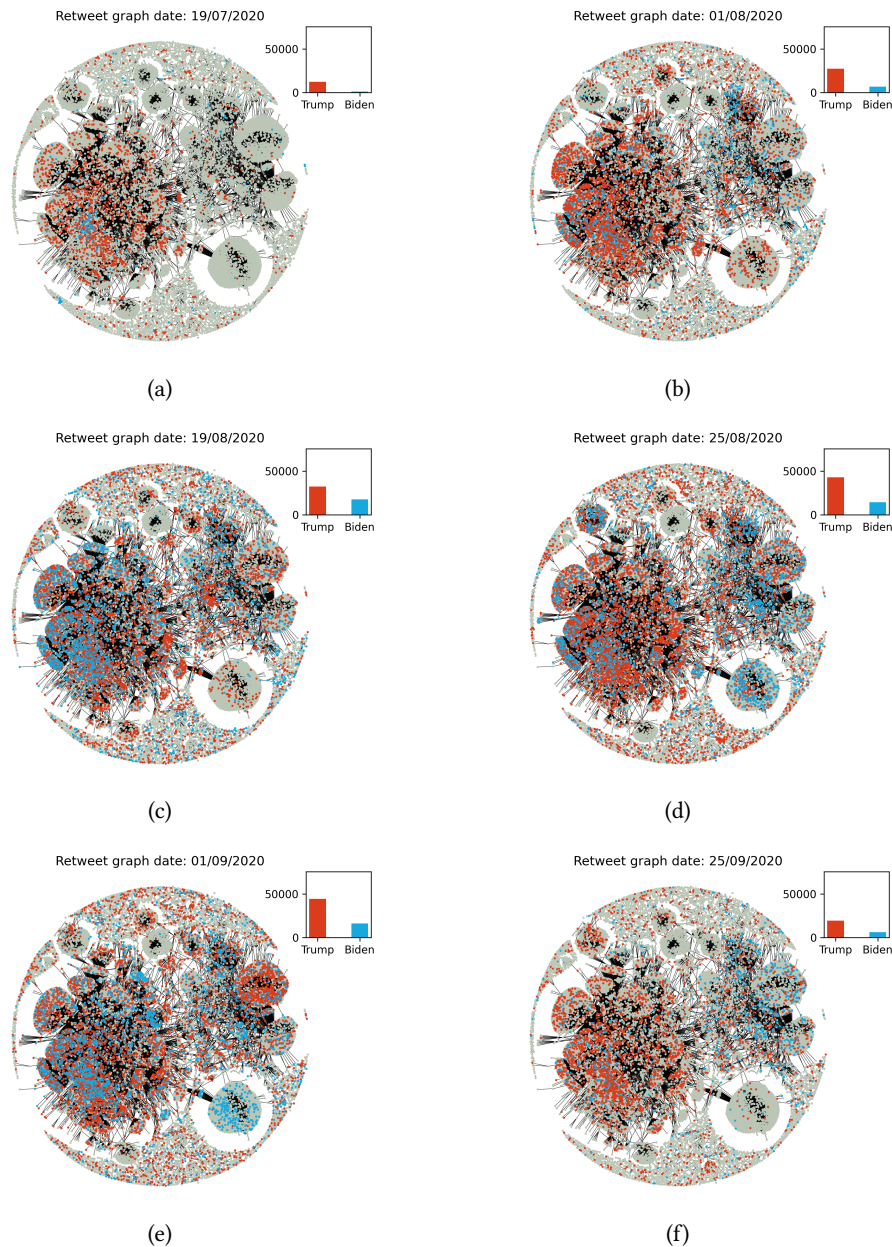 Retweet graph date: 19/07/2020
50000
0
Trump Biden
(a)
Retweet graph date: 01/08/2020
50000
0
Trump Biden
(b)
Retweet graph date: 19/08/2020
50000
0
Trump Biden
(c)
Retweet graph date: 25/08/2020
50000
0
Trump Biden
(d)
Retweet graph date: 01/09/2020
50000
0
Trump Biden
(e)
Retweet graph date: 25/09/2020
50000
0
Trump Biden
(f)